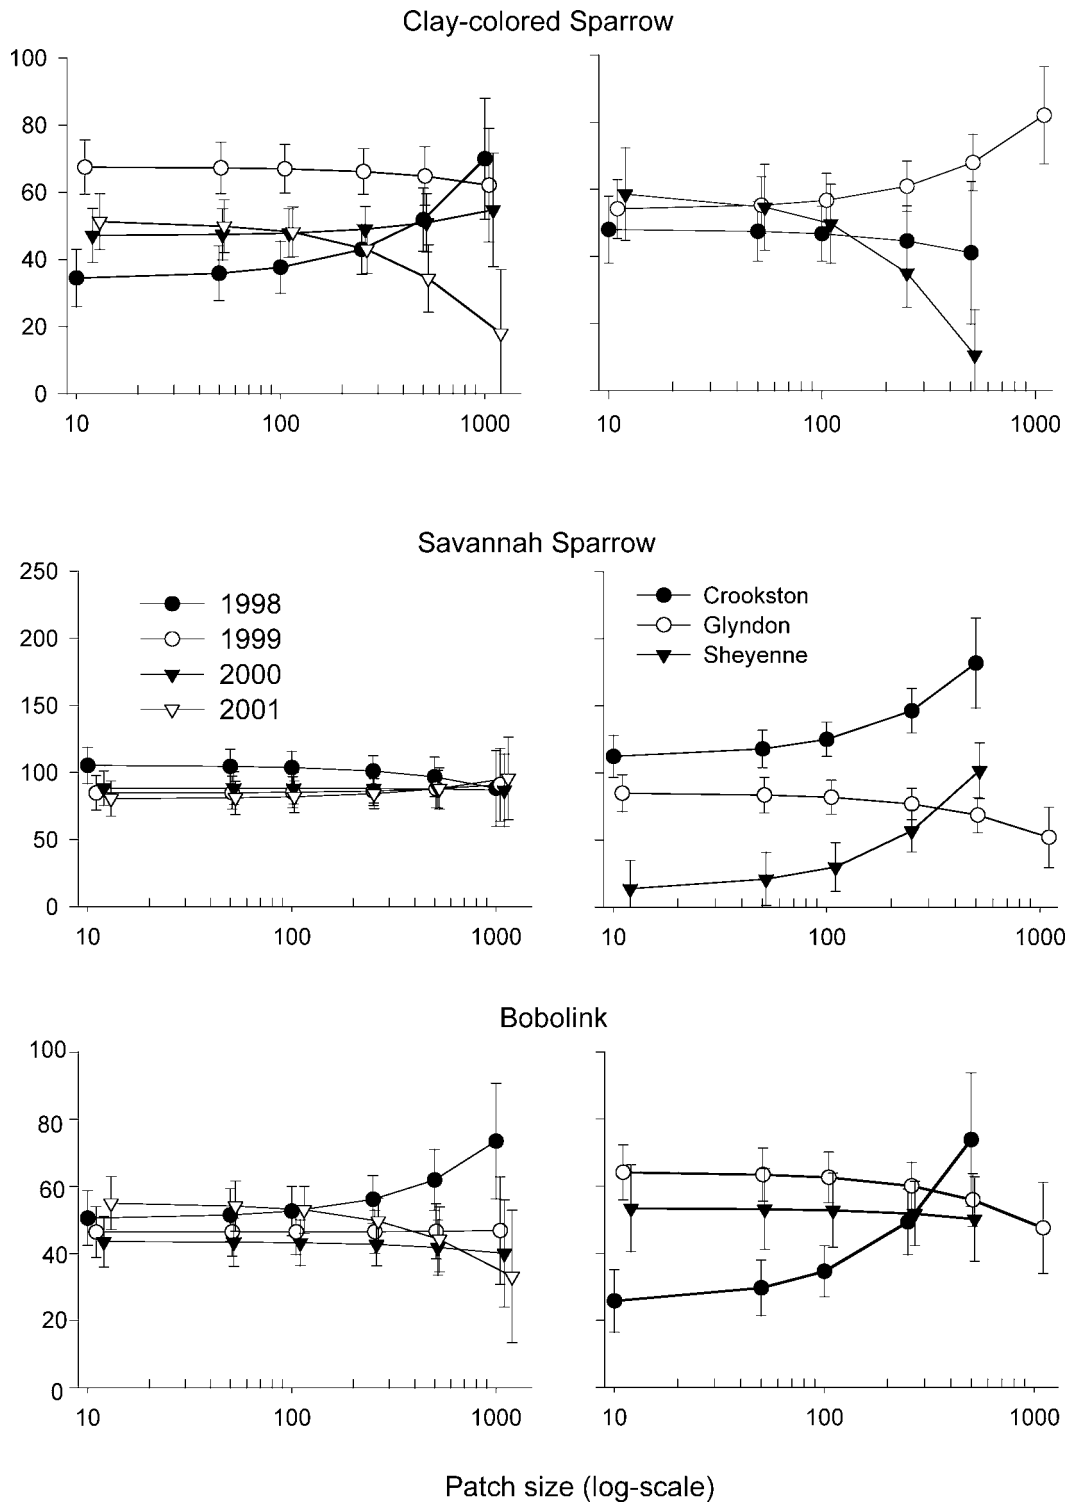 Clay-colored Sparrow
100
80
60
40
20
0
10 100 1000
10 100 1000
Savannah Sparrow
250
200
150
100
50
0
1998
1999
2000
2001
Crookston
Glyndon
Sheyenne
10 100 1000
10 100 1000
Bobolink
100
80
60
40
20
0
10 100 1000
10 100 1000
Patch size (log-scale)